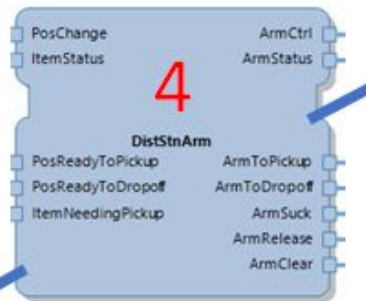 PosChange ArmCtrl
ItemStatus ArmStatus
4
DistStnArm
PosReadyToPickup ArmToPickup
PosReadyToDropoff ArmToDropoff
ItemNeedingPickup ArmSuck
ArmRelease
ArmClear